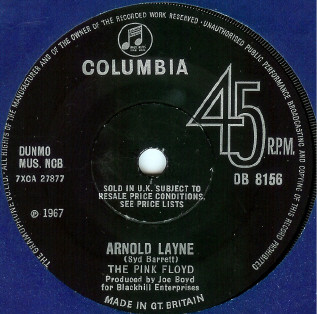 THE GRAMOPHONE CO. LTD. ALL RIGHTS OF THE MANUFACTURER AND OF THE OWNER OF THE RECORDED WORK RESERVED · UNAUTHORISED PUBLIC PERFORMANCE BROADCASTING AND COPYING OF THIS RECORD PROHIBITED
COLUMBIA
45 R.P.M.
DUNMO
MUS. NCB
7XCA 27877
DB 8156
SOLD IN U.K. SUBJECT TO
RESALE PRICE CONDITIONS,
SEE PRICE LISTS
℗ 1967
ARNOLD LAYNE
(Syd Barrett)
THE PINK FLOYD
Produced by Joe Boyd
for Blackhill Enterprises
MADE IN GT. BRITAIN